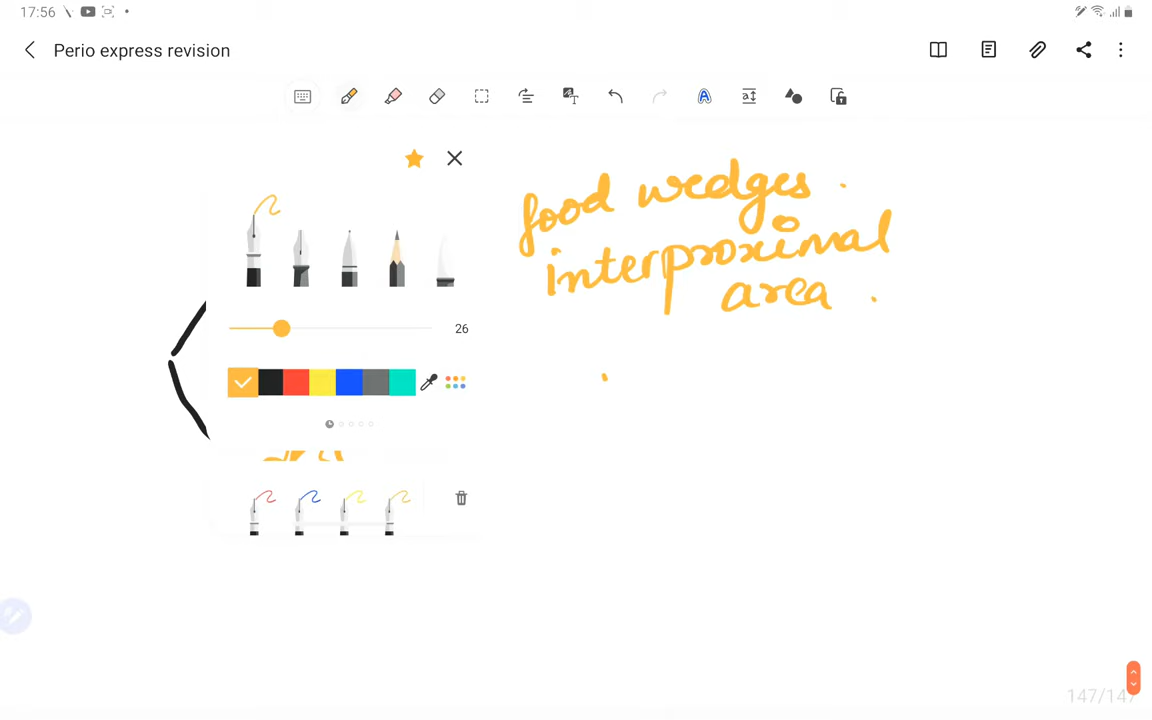 17:56
Perio express revision
food wedges.
interproximal
area.
26
147/147